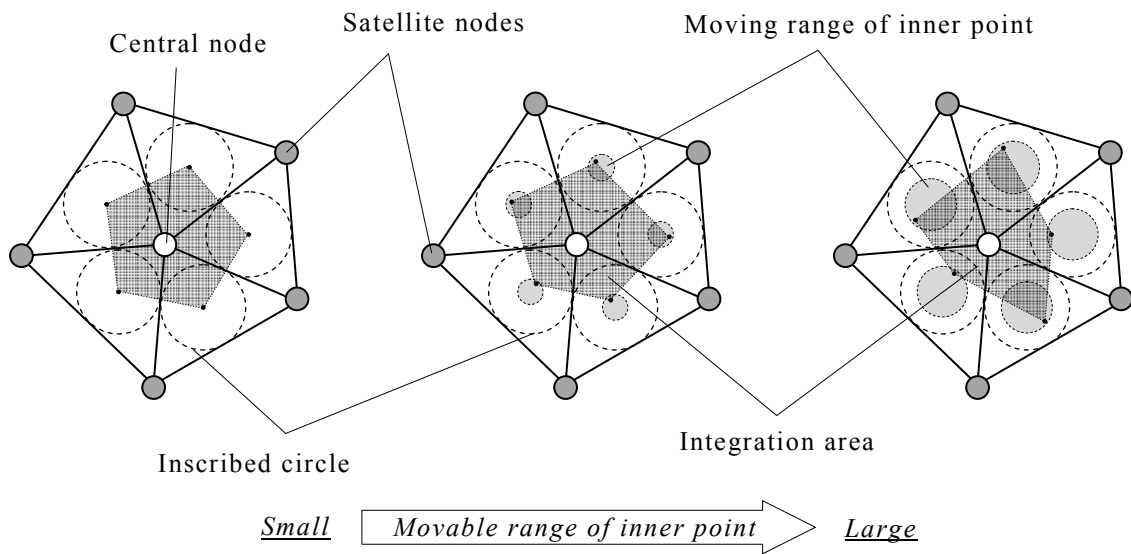 Satellite nodes
Moving range of inner point
Central node
Integration area
Inscribed circle
Small
Movable range of inner point
Large